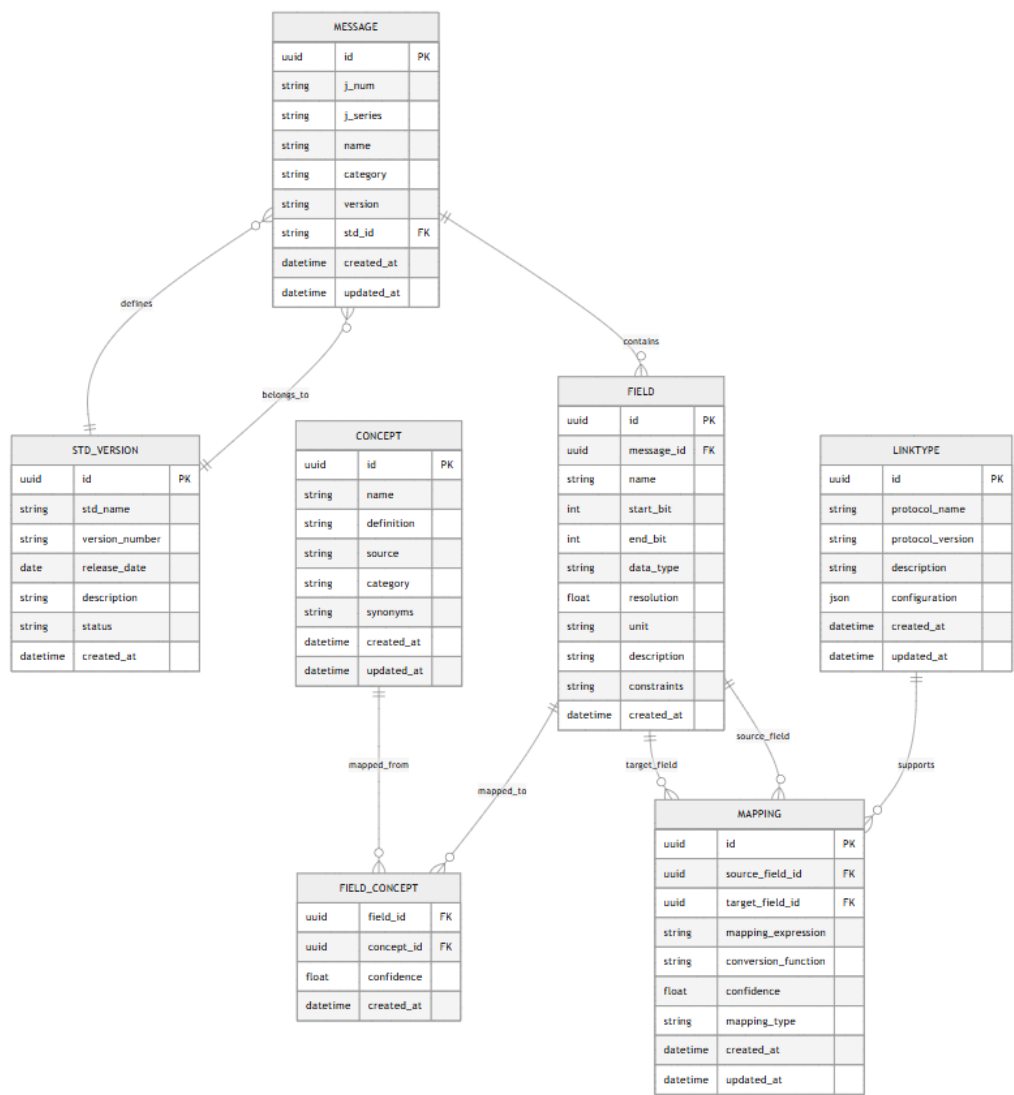 MESSAGE
uuid id PK
string j_num
string j_series
string name
string category
string version
string std_id FK
datetime created_at
datetime updated_at
defines
belongs_to
contains
STD_VERSION
uuid id PK
string std_name
string version_number
date release_date
string description
string status
datetime created_at
CONCEPT
uuid id PK
string name
string definition
string source
string category
string synonyms
datetime created_at
datetime updated_at
FIELD
uuid id PK
uuid message_id FK
string name
int start_bit
int end_bit
string data_type
float resolution
string unit
string description
string constraints
datetime created_at
LINKTYPE
uuid id PK
string protocol_name
string protocol_version
string description
json configuration
datetime created_at
datetime updated_at
mapped_from
mapped_to
target_field
source_field
supports
FIELD_CONCEPT
uuid field_id FK
uuid concept_id FK
float confidence
datetime created_at
MAPPING
uuid id PK
uuid source_field_id FK
uuid target_field_id FK
string mapping_expression
string conversion_function
float confidence
string mapping_type
datetime created_at
datetime updated_at